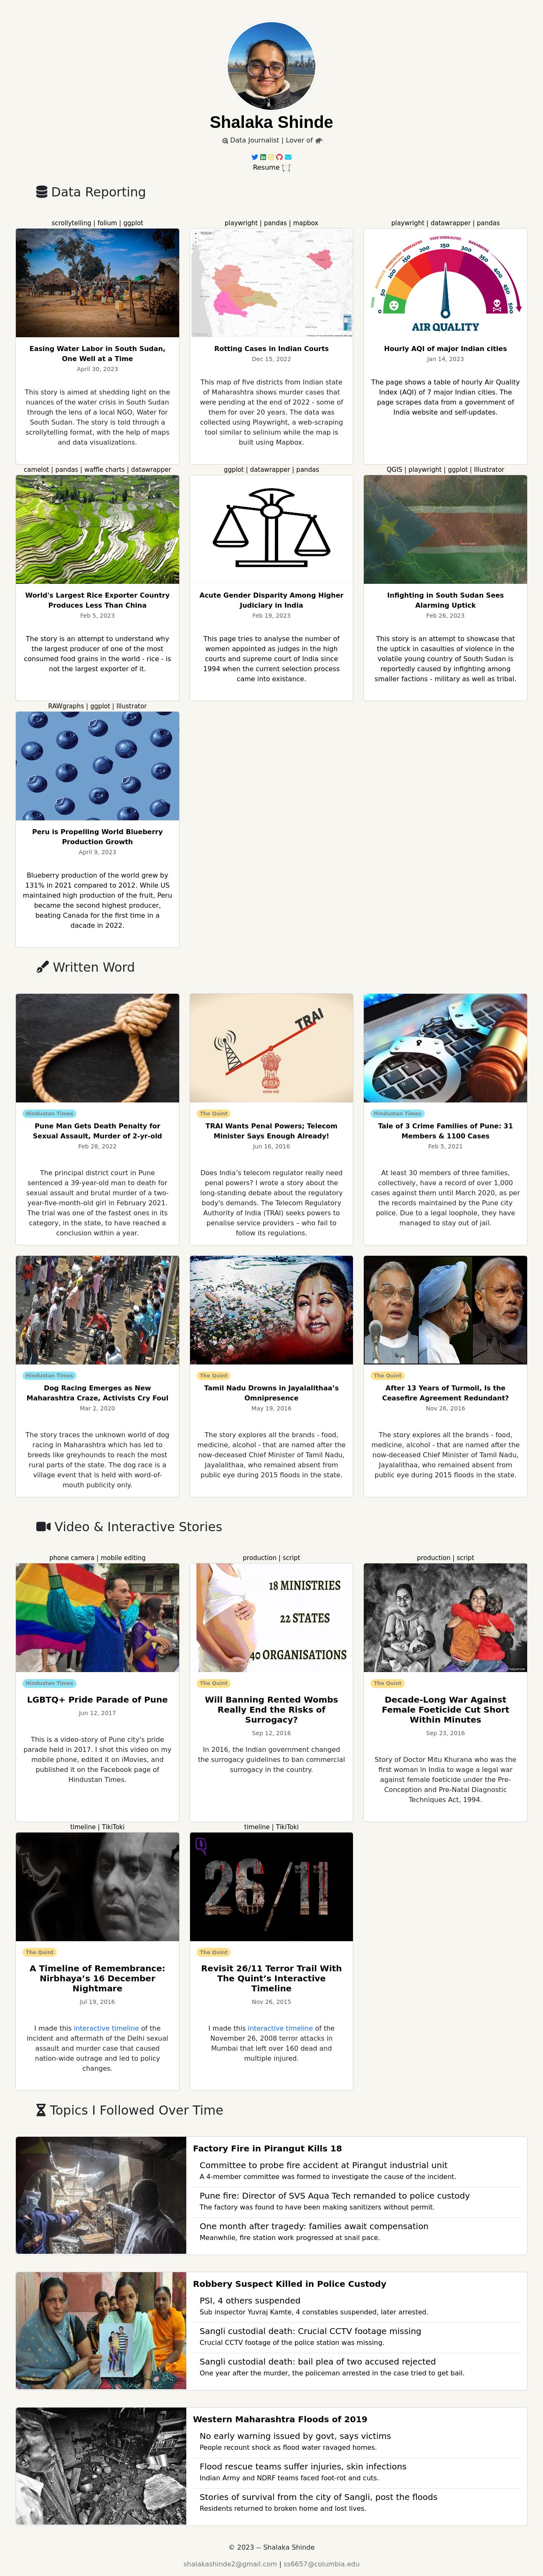 Shalaka Shinde
Data Journalist | Lover of
Resume
Data Reporting
scrollytelling | folium | ggplot
Easing Water Labor in South Sudan,
One Well at a Time
April 30, 2023
This story is aimed at shedding light on the
nuances of the water crisis in South Sudan
through the lens of a local NGO, Water for
South Sudan. The story is told through a
scrollytelling format, with the help of maps
and data visualizations.
playwright | pandas | mapbox
Rotting Cases in Indian Courts
Dec 15, 2022
This map of five districts from Indian state
of Maharashtra shows murder cases that
were pending at the end of 2022 - some of
them for over 20 years. The data was
collected using Playwright, a web-scraping
tool similar to selinium while the map is
built using Mapbox.
playwright | datawrapper | pandas
0 50 100 150 200 300 350 400 450 500
AIR QUALITY
Hourly AQI of major Indian cities
Jan 14, 2023
The page shows a table of hourly Air Quality
Index (AQI) of 7 major Indian cities. The
page scrapes data from a government of
India website and self-updates.
camelot | pandas | waffle charts | datawrapper
World's Largest Rice Exporter Country
Produces Less Than China
Feb 5, 2023
The story is an attempt to understand why
the largest producer of one of the most
consumed food grains in the world - rice - is
not the largest exporter of it.
ggplot | datawrapper | pandas
Acute Gender Disparity Among Higher
Judiciary in India
Feb 19, 2023
This page tries to analyse the number of
women appointed as judges in the high
courts and supreme court of India since
1994 when the current selection process
came into existance.
QGIS | playwright | ggplot | Illustrator
Infighting in South Sudan Sees
Alarming Uptick
Feb 26, 2023
This story is an attempt to showcase that
the uptick in casualties of violence in the
volatile young country of South Sudan is
reportedly caused by infighting among
smaller factions - military as well as tribal.
RAWgraphs | ggplot | Illustrator
Peru is Propelling World Blueberry
Production Growth
April 9, 2023
Blueberry production of the world grew by
131% in 2021 compared to 2012. While US
maintained high production of the fruit, Peru
became the second highest producer,
beating Canada for the first time in a
dacade in 2022.
Written Word
Hindustan Times
Pune Man Gets Death Penalty for
Sexual Assault, Murder of 2-yr-old
Feb 28, 2022
The principal district court in Pune
sentenced a 39-year-old man to death for
sexual assault and brutal murder of a two-
year-five-month-old girl in February 2021.
The trial was one of the fastest ones in its
category, in the state, to have reached a
conclusion within a year.
TRAI
The Quint
TRAI Wants Penal Powers; Telecom
Minister Says Enough Already!
Jun 16, 2016
Does India's telecom regulator really need
penal powers? I wrote a story about the
long-standing debate about the regulatory
body's standings. The Telecom Regulatory
Authority of India (TRAI) seeks powers to
penalise service providers – who fail to
follow its regulations.
Hindustan Times
Tale of 3 Crime Families of Pune: 31
Members & 1100 Cases
Feb 5, 2021
At least 30 members of three families,
collectively, have a record of over 1,000
cases against them until March 2020, as per
the records maintained by the Pune city
police. Due to a legal loophole, they have
managed to stay out of jail.
Hindustan Times
Dog Racing Emerges as New
Maharashtra Craze, Activists Cry Foul
Mar 2, 2020
The story traces the unknown world of dog
racing in Maharashtra which has led to
breeds like greyhounds to reach the most
rural parts of the state. The dog race is a
village event that is held with word-of-
mouth publicity only.
The Quint
Tamil Nadu Drowns in Jayalalithaa's
Omnipresence
May 19, 2016
The story explores all the brands - food,
medicine, alcohol - that are named after the
now-deceased Chief Minister of Tamil Nadu,
Jayalalithaa, who remained absent from
public eye during 2015 floods in the state.
The Quint
After 13 Years of Turmoil, Is the
Ceasefire Agreement Redundant?
Nov 26, 2016
The story explores all the brands - food,
medicine, alcohol - that are named after the
now-deceased Chief Minister of Tamil Nadu,
Jayalalithaa, who remained absent from
public eye during 2015 floods in the state.
Video & Interactive Stories
phone camera | mobile editing
Hindustan Times
LGBTQ+ Pride Parade of Pune
Jun 12, 2017
This is a video-story of Pune city's pride
parade held in 2017. I shot this video on my
mobile phone, edited it on iMovies, and
published it on the Facebook page of
Hindustan Times.
production | script
18 MINISTRIES
22 STATES
40 ORGANISATIONS
The Quint
Will Banning Rented Wombs
Really End the Risks of
Surrogacy?
Sep 12, 2016
In 2016, the Indian government changed
the surrogacy guidelines to ban commercial
surrogacy in the country.
production | script
The Quint
Decade-Long War Against
Female Foeticide Cut Short
Within Minutes
Sep 23, 2016
Story of Doctor Mitu Khurana who was the
first woman in India to wage a legal war
against female foeticide under the Pre-
Conception and Pre-Natal Diagnostic
Techniques Act, 1994.
timeline | TikiToki
The Quint
A Timeline of Remembrance:
Nirbhaya's 16 December
Nightmare
Jul 19, 2016
I made this interactive timeline of the
incident and aftermath of the Delhi sexual
assault and murder case that caused
nation-wide outrage and led to policy
changes.
timeline | TikiToki
26/11
The Quint
Revisit 26/11 Terror Trail With
The Quint's Interactive
Timeline
Nov 26, 2015
I made this interactive timeline of the
November 26, 2008 terror attacks in
Mumbai that left over 160 dead and
multiple injured.
Topics I Followed Over Time
Factory Fire in Pirangut Kills 18
Committee to probe fire accident at Pirangut industrial unit
A 4-member committee was formed to investigate the cause of the incident.
Pune fire: Director of SVS Aqua Tech remanded to police custody
The factory was found to have been making sanitizers without permit.
One month after tragedy: families await compensation
Meanwhile, fire station work progressed at snail pace.
Robbery Suspect Killed in Police Custody
PSI, 4 others suspended
Sub inspector Yuvraj Kamte, 4 constables suspended, later arrested.
Sangli custodial death: Crucial CCTV footage missing
Crucial CCTV footage of the police station was missing.
Sangli custodial death: bail plea of two accused rejected
One year after the murder, the policeman arrested in the case tried to get bail.
Western Maharashtra Floods of 2019
No early warning issued by govt, says victims
People recount shock as flood water ravaged homes.
Flood rescue teams suffer injuries, skin infections
Indian Army and NDRF teams faced foot-rot and cuts.
Stories of survival from the city of Sangli, post the floods
Residents returned to broken home and lost lives.
© 2023 -- Shalaka Shinde
shalakashinde2@gmail.com | ss6657@columbia.edu